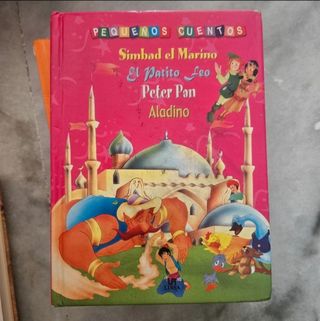 PEQUEÑOS CUENTOS
Simbad el Marino
El Patito Feo
Peter Pan
Aladino